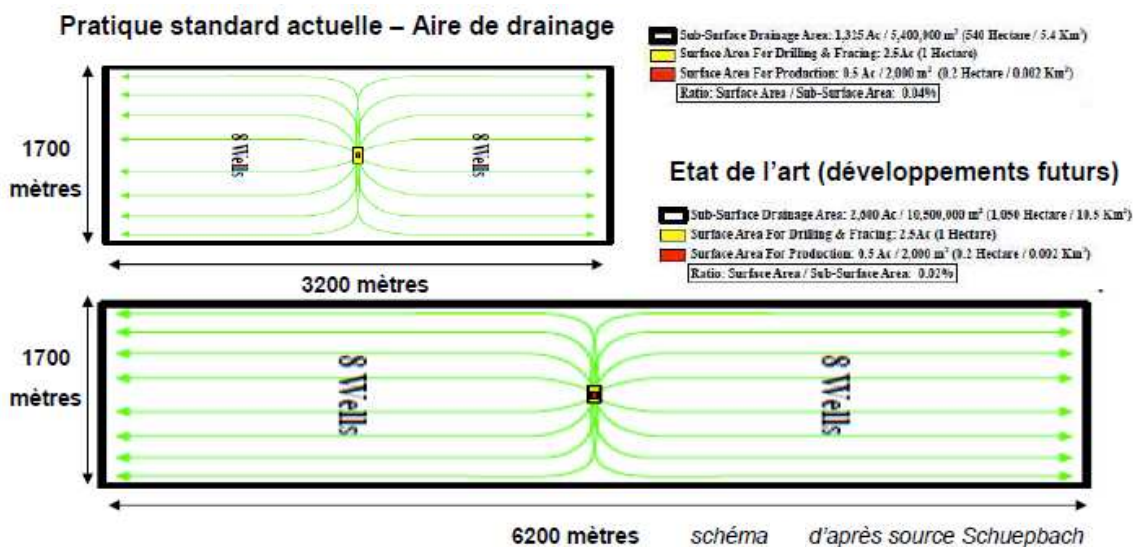 Pratique standard actuelle – Aire de drainage
Sub-Surface Drainage Area: 1,325 Ac / 5,400,000 m² (540 Hectare / 5.4 Km²)
Surface Area For Drilling & Fracing: 2.5Ac (1 Hectare)
Surface Area For Production: 0.5 Ac / 2,000 m² (0.2 Hectare / 0.002 Km²)
Ratio: Surface Area / Sub-Surface Area: 0.04%
1700
mètres
8 Wells
8 Wells
3200 mètres
Etat de l'art (développements futurs)
Sub-Surface Drainage Area: 2,600 Ac / 10,500,000 m² (1,050 Hectare / 10.5 Km²)
Surface Area For Drilling & Fracing: 2.5Ac (1 Hectare)
Surface Area For Production: 0.5 Ac / 2,000 m² (0.2 Hectare / 0.002 Km²)
Ratio: Surface Area / Sub-Surface Area: 0.02%
1700
mètres
8 Wells
8 Wells
6200 mètres schéma d'après source Schuepbach